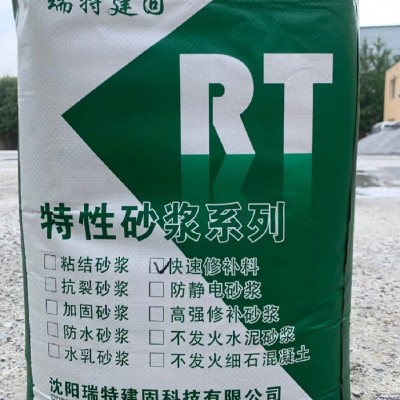 瑞特建固
RT
特性砂浆系列
粘结砂浆 快速修补料
抗裂砂浆 防静电砂浆
加固砂浆 高强修补砂浆
防水砂浆 不发火水泥砂浆
水乳砂浆 不发火细石混凝土
沈阳瑞特建固科技有限公司